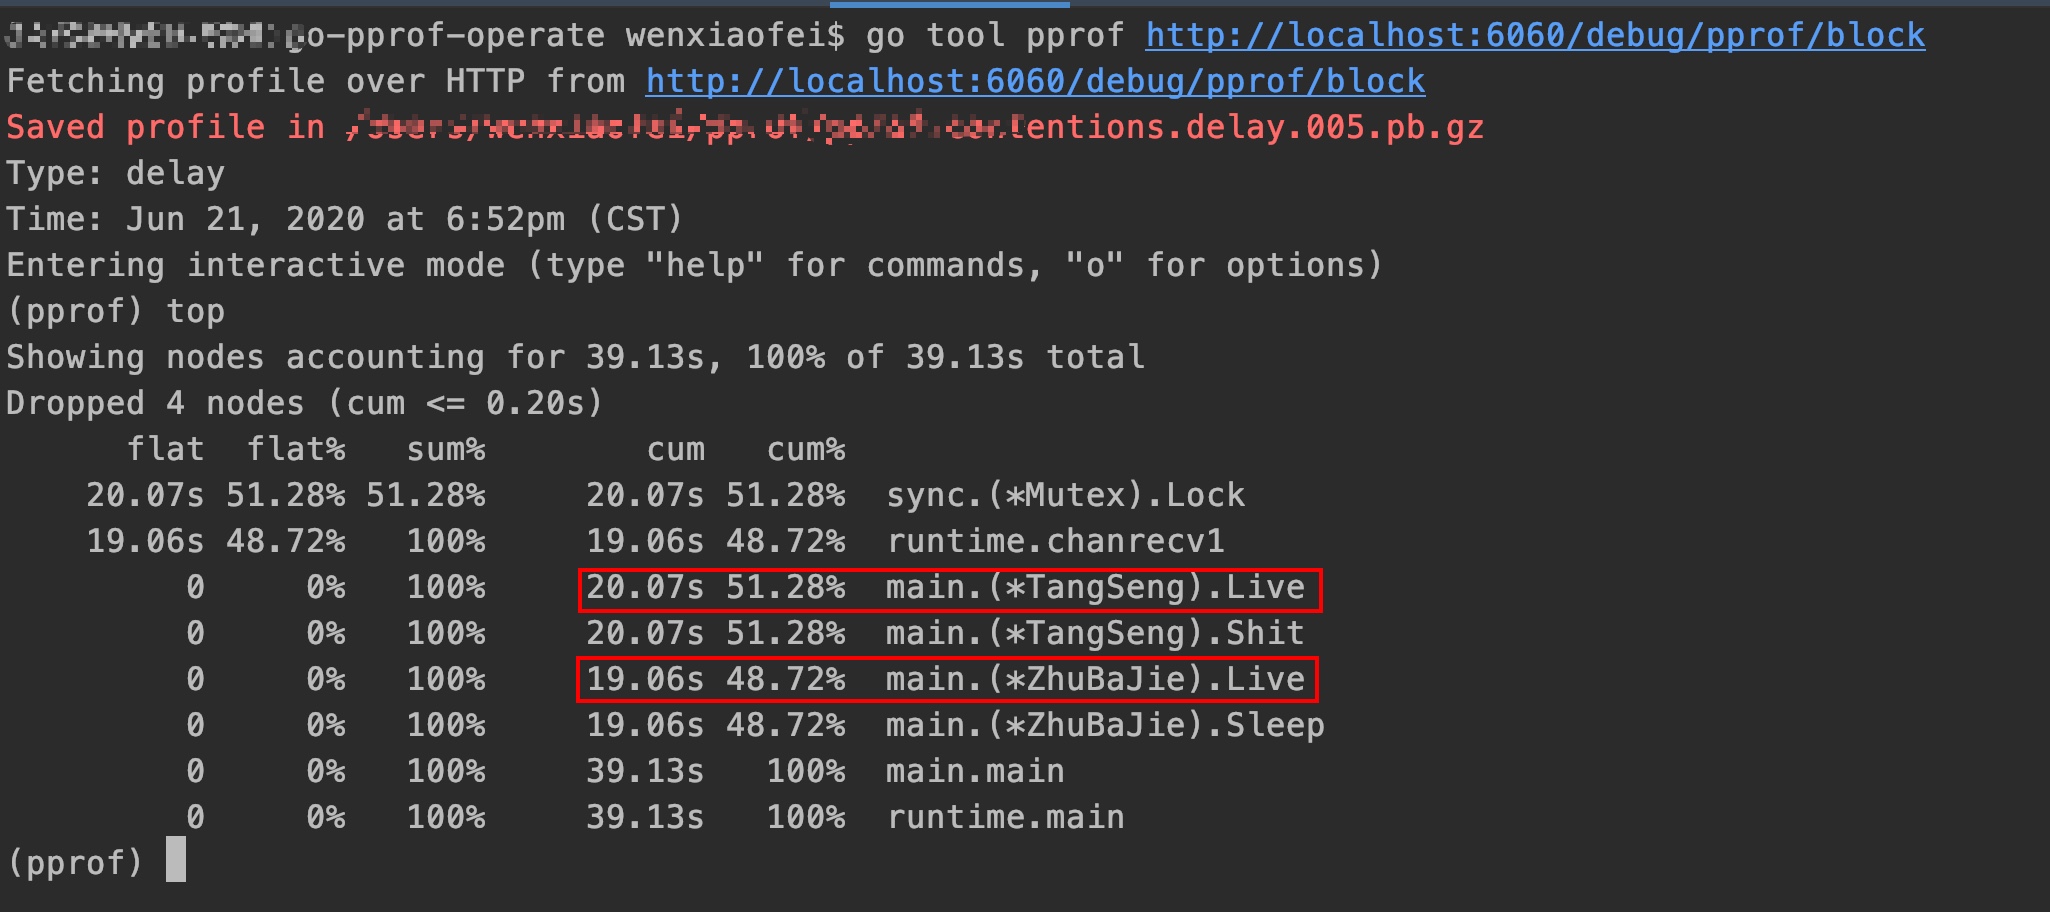 go-pprof-operate wenxiaofei$ go tool pprof http://localhost:6060/debug/pprof/block
Fetching profile over HTTP from http://localhost:6060/debug/pprof/block
Saved profile in contentions.delay.005.pb.gz
Type: delay
Time: Jun 21, 2020 at 6:52pm (CST)
Entering interactive mode (type "help" for commands, "o" for options)
(pprof) top
Showing nodes accounting for 39.13s, 100% of 39.13s total
Dropped 4 nodes (cum <= 0.20s)
flat flat% sum% cum cum%
20.07s 51.28% 51.28% 20.07s 51.28% sync.(*Mutex).Lock
19.06s 48.72% 100% 19.06s 48.72% runtime.chanrecv1
0 0% 100% 20.07s 51.28% main.(*TangSeng).Live
0 0% 100% 20.07s 51.28% main.(*TangSeng).Shit
0 0% 100% 19.06s 48.72% main.(*ZhuBaJie).Live
0 0% 100% 19.06s 48.72% main.(*ZhuBaJie).Sleep
0 0% 100% 39.13s 100% main.main
0 0% 100% 39.13s 100% runtime.main
(pprof)